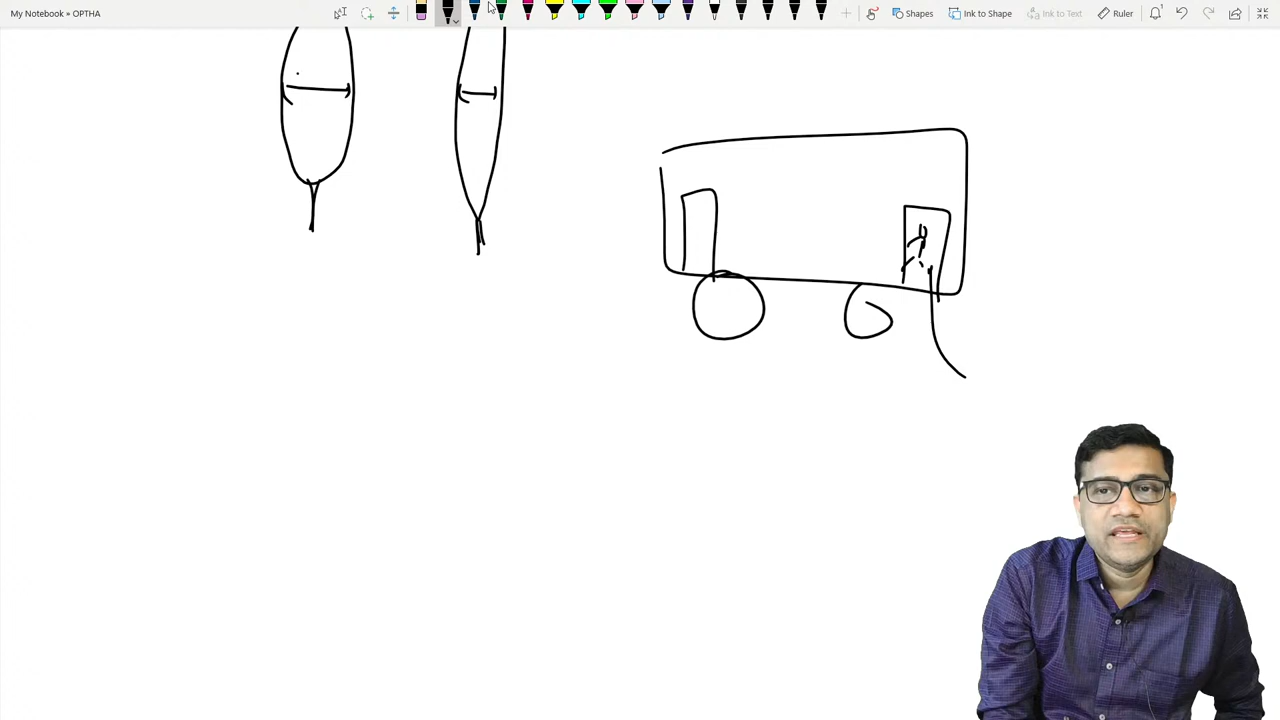 My Notebook » OPTHA
Shapes
Ink to Shape
Ink to Text
Ruler